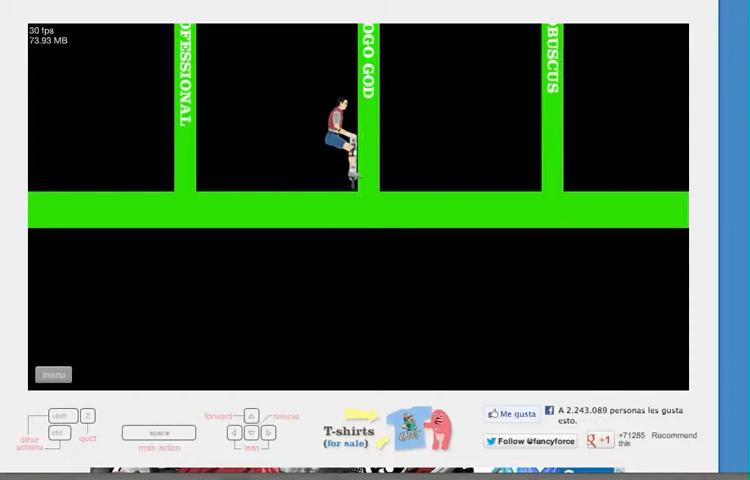 30 fps
73.93 MB
OFESSIONAL
OGO GOD
BUSCUS
menu
shift
Z
ctrl
eject
other
actions
space
main action
forward
reverse
lean
T-shirts
(for sale)
Me gusta
A 2.243.089 personas les gusta
esto.
Follow @fancyforce
+1
+71285 Recommend
this